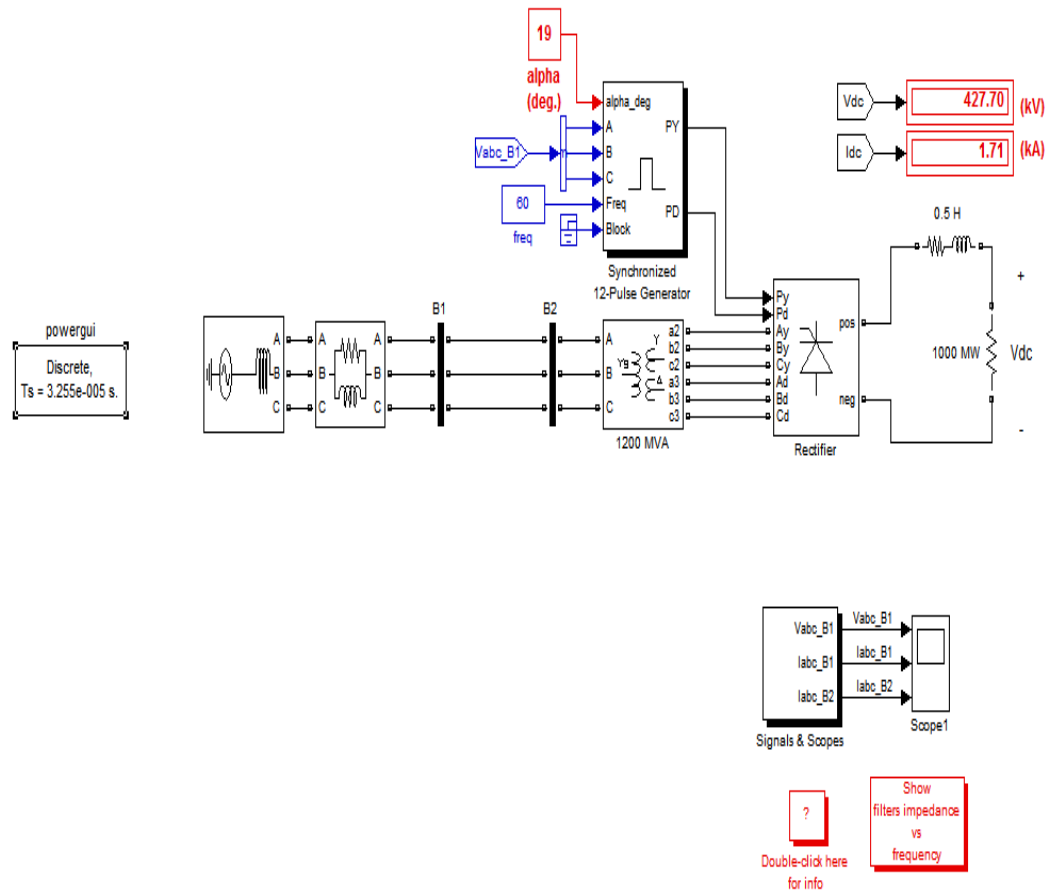 19
alpha
(deg.)
alpha_deg
A
B
C
Freq
Block
PY
PD
Vabc_B1
60
freq
Synchronized
12-Pulse Generator
Vdc
427.70
(kV)
Idc
1.71
(kA)
0.5 H
+
1000 MW
Vdc
-
powergui
Discrete,
Ts = 3.255e-005 s.
A
B
C
A
B
C
A
B
C
B1
B2
A
B
C
Yg
Y
Δ
a2
b2
c2
a3
b3
c3
1200 MVA
Py
Pd
Ay
By
Cy
Ad
Bd
Cd
pos
neg
Rectifier
Vabc_B1
Iabc_B1
Iabc_B2
Vabc_B1
Iabc_B1
Iabc_B2
Signals & Scopes
Scope1
?
Double-click here
for info
Show
filters impedance
vs
frequency